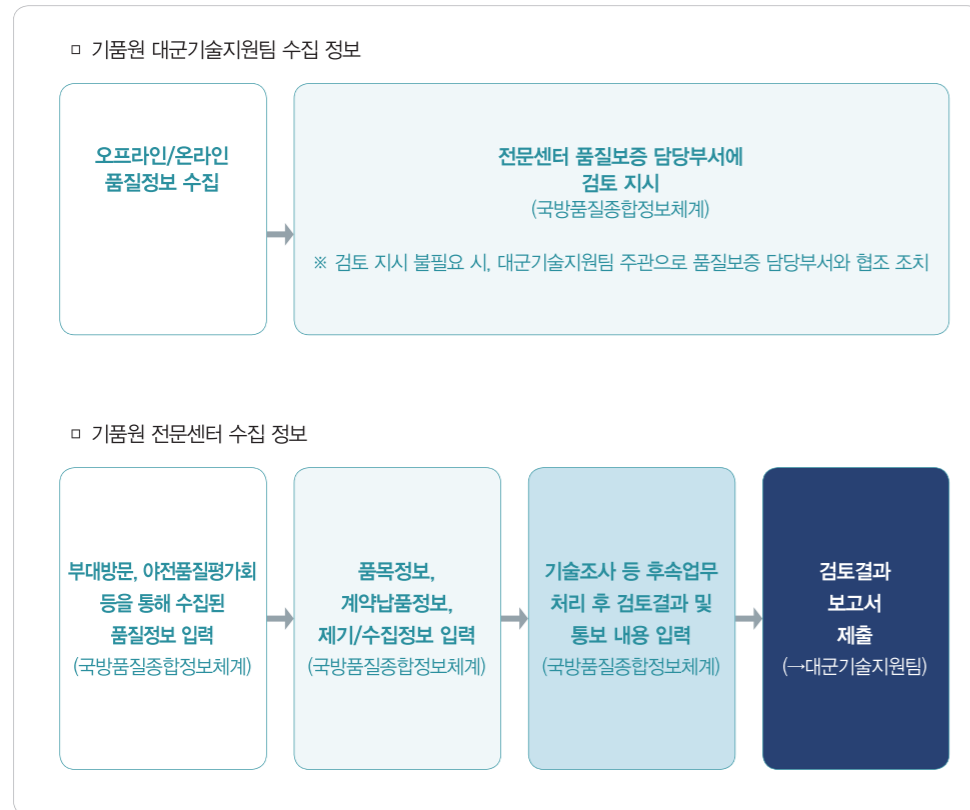 ▫ 기품원 대군기술지원팀 수집 정보
오프라인/온라인
품질정보 수집
전문센터 품질보증 담당부서에
검토 지시
(국방품질종합정보체계)
※ 검토 지시 불필요 시, 대군기술지원팀 주관으로 품질보증 담당부서와 협조 조치
▫ 기품원 전문센터 수집 정보
부대방문, 야전품질평가회
등을 통해 수집된
품질정보 입력
(국방품질종합정보체계)
품목정보,
계약납품정보,
제기/수집정보 입력
(국방품질종합정보체계)
기술조사 등 후속업무
처리 후 검토결과 및
통보 내용 입력
(국방품질종합정보체계)
검토결과
보고서
제출
(→대군기술지원팀)